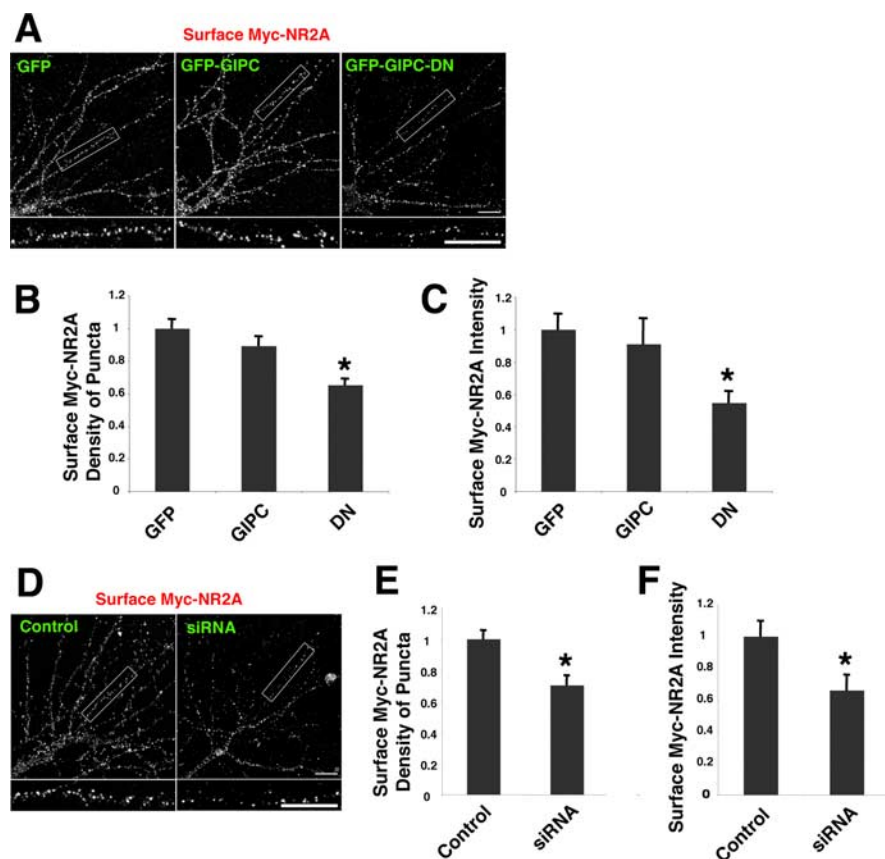 A
Surface Myc-NR2A
GFP
GFP-GIPC
GFP-GIPC-DN
B
Surface Myc-NR2A
Density of Puncta
1.2
1
0.8
0.6
0.4
0.2
0
*
GFP
GIPC
DN
C
Surface Myc-NR2A Intensity
1.2
1
0.8
0.6
0.4
0.2
0
*
GFP
GIPC
DN
D
Surface Myc-NR2A
Control
siRNA
E
Surface Myc-NR2A
Density of Puncta
1.2
1
0.8
0.6
0.4
0.2
0
*
Control
siRNA
F
Surface Myc-NR2A Intensity
1.2
1
0.8
0.6
0.4
0.2
0
*
Control
siRNA